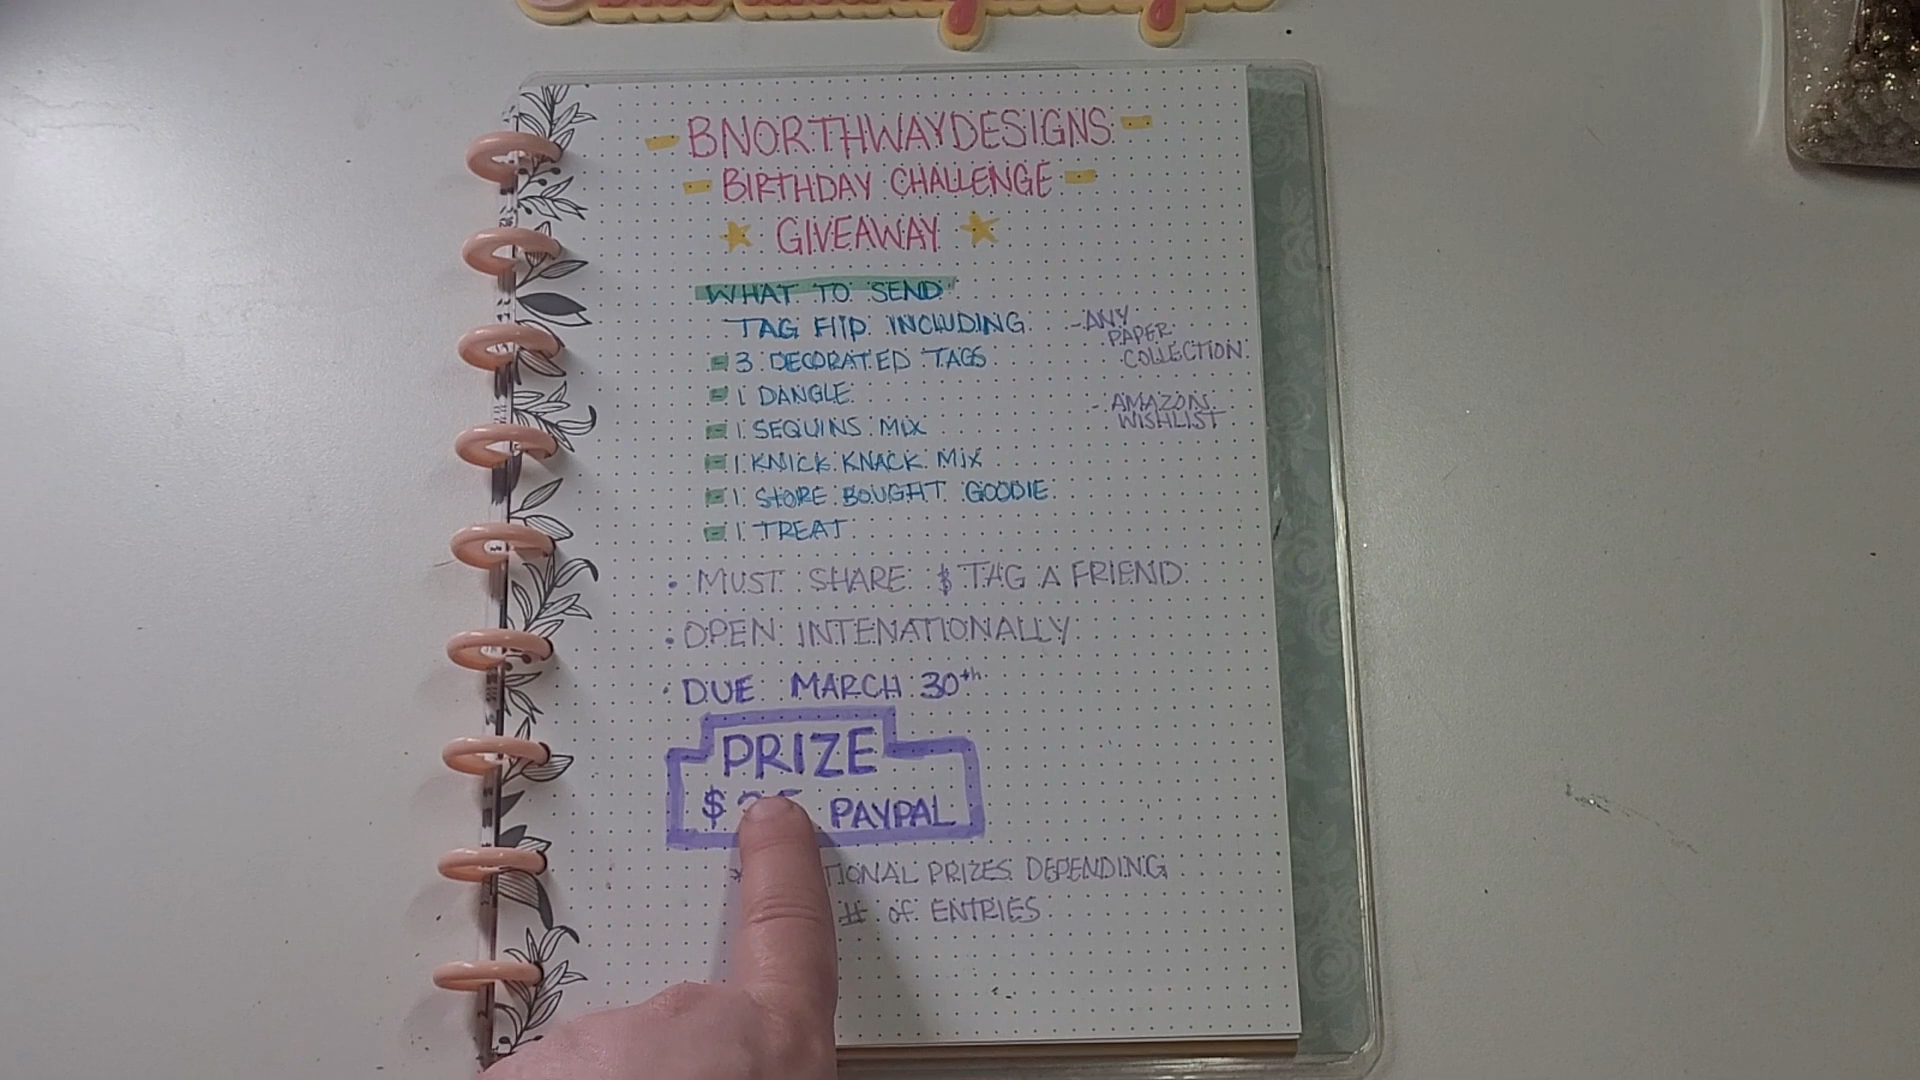 - BNORTHWAYDESIGNS -
- BIRTHDAY CHALLENGE -
GIVEAWAY
WHAT TO SEND
TAG FLIP INCLUDING
- 3 DECORATED TAGS
- 1 DANGLE
- 1 SEQUINS MIX
- 1 KNICK KNACK MIX
- 1 STORE BOUGHT GOODIE
- 1 TREAT
- ANY
PAPER
COLLECTION
- AMAZON
WISHLIST
• MUST SHARE & TAG A FRIEND
• OPEN INTENATIONALLY
• DUE MARCH 30th
PRIZE
$ PAYPAL
PRIZES DEPENDING
# OF ENTRIES